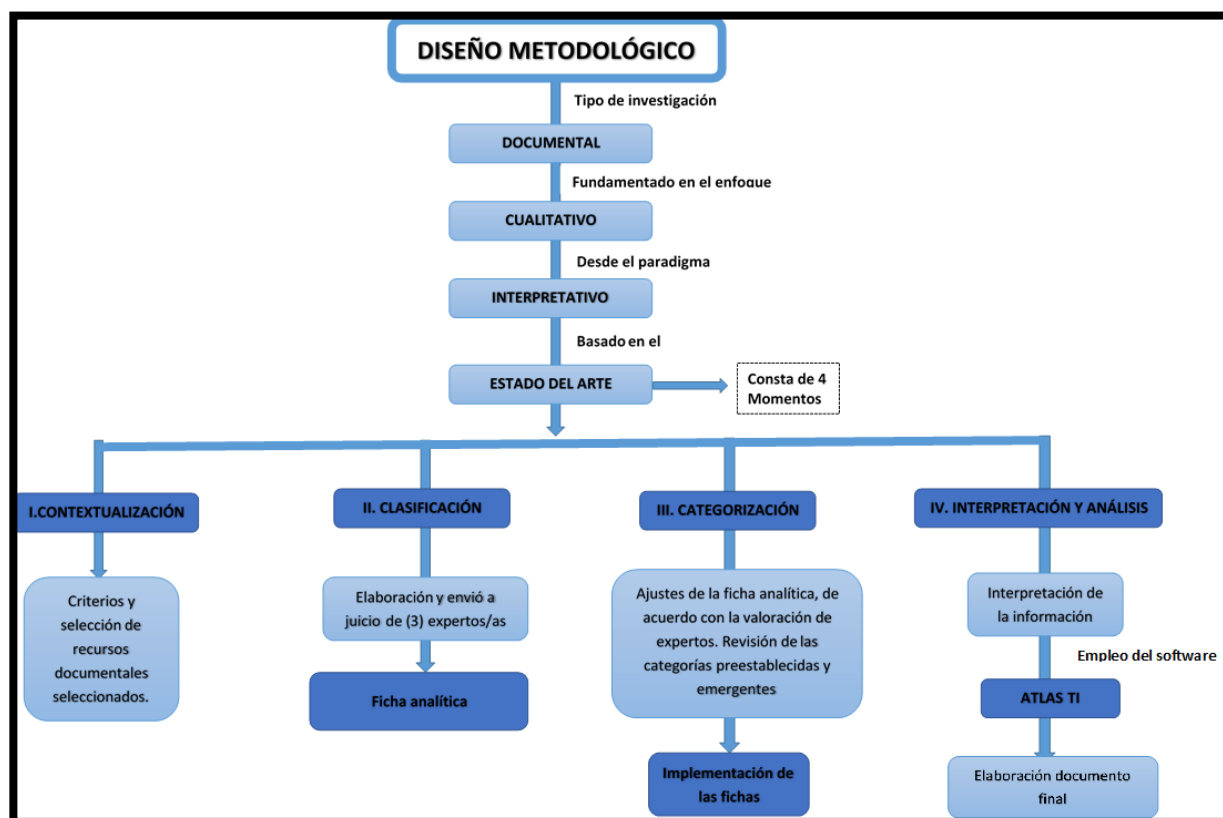 DISEÑO METODOLÓGICO
Tipo de investigación
DOCUMENTAL
Fundamentado en el enfoque
CUALITATIVO
Desde el paradigma
INTERPRETATIVO
Basado en el
ESTADO DEL ARTE
Consta de 4
Momentos
I.CONTEXTUALIZACIÓN
Criterios y
selección de
recursos
documentales
seleccionados.
II. CLASIFICACIÓN
Elaboración y envió a
juicio de (3) expertos/as
Ficha analítica
III. CATEGORIZACIÓN
Ajustes de la ficha analítica, de
acuerdo con la valoración de
expertos. Revisión de las
categorías preestablecidas y
emergentes
Implementación de
las fichas
IV. INTERPRETACIÓN Y ANÁLISIS
Interpretación de
la información
Empleo del software
ATLAS TI
Elaboración documento
final